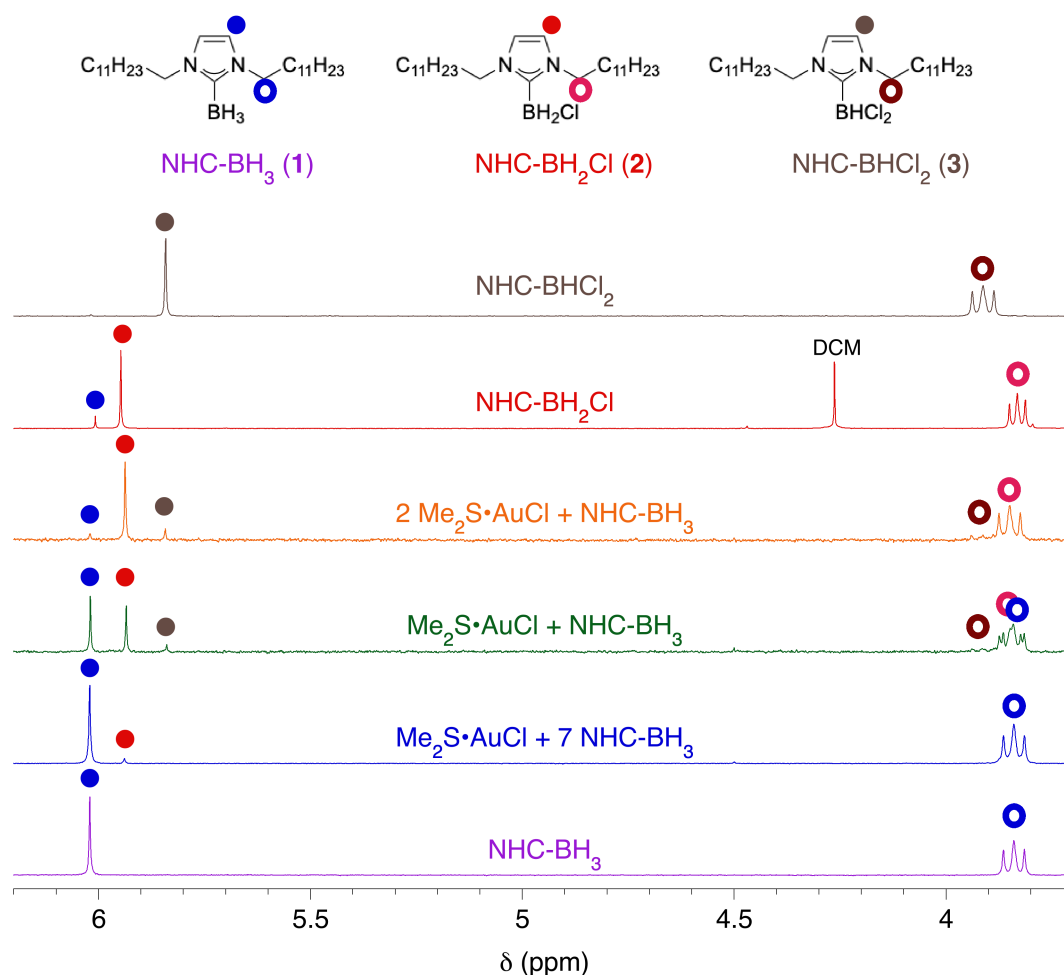 C11H23 N N C11H23 C11H23 N N C11H23 C11H23 N N C11H23
BH3 BH2Cl BHCl2
NHC-BH3 (1) NHC-BH2Cl (2) NHC-BHCl2 (3)
NHC-BHCl2
DCM
NHC-BH2Cl
2 Me2S•AuCl + NHC-BH3
Me2S•AuCl + NHC-BH3
Me2S•AuCl + 7 NHC-BH3
NHC-BH3
6 5.5 5 4.5 4
δ (ppm)